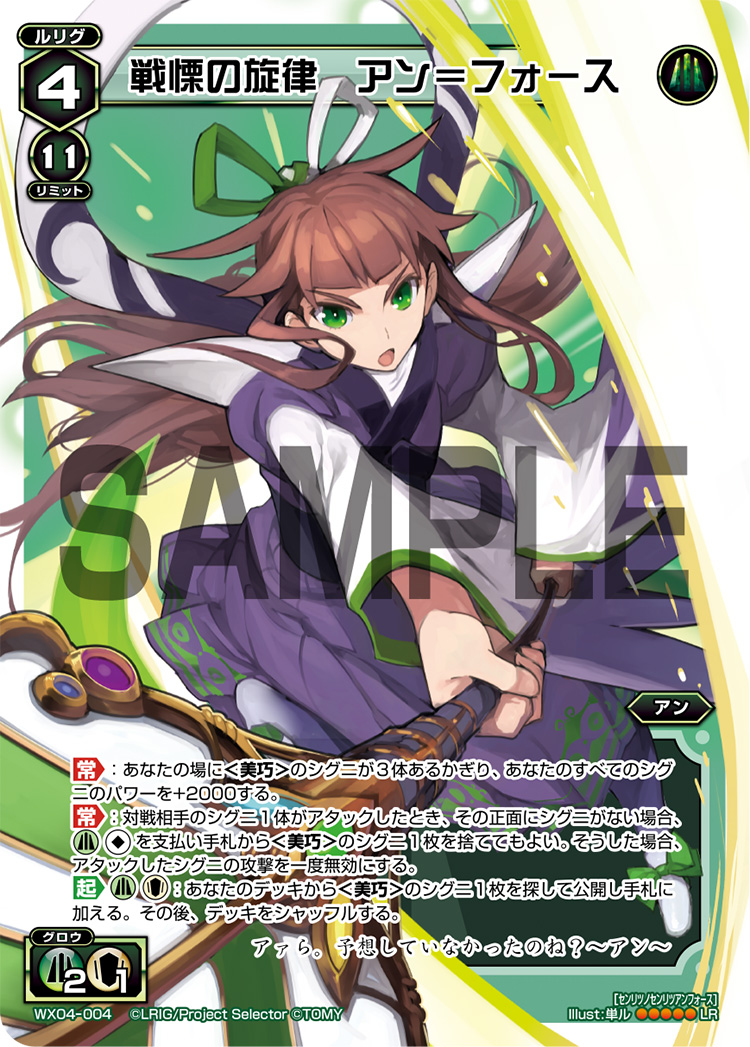 ルリグ
4
戦慄の旋律 アン＝フォース
11
リミット
SAMPLE
アン
常：あなたの場に＜美巧＞のシグニが３体あるかぎり、あなたのすべてのシグ
ニのパワーを+2000する。
常：対戦相手のシグニ１体がアタックしたとき、その正面にシグニがない場合、
を支払い手札から＜美巧＞のシグニ１枚を捨ててもよい。そうした場合、
アタックしたシグニの攻撃を一度無効にする。
起：あなたのデッキから＜美巧＞のシグニ１枚を探して公開し手札に
加える。その後、デッキをシャッフルする。
アァら。予想していなかったのね？～アン～
グロウ
2 1
[センリツノセンリツアンフォース]
WX04-004 ©LRIG/Project Selector ©TOMY Illust:単ル LR